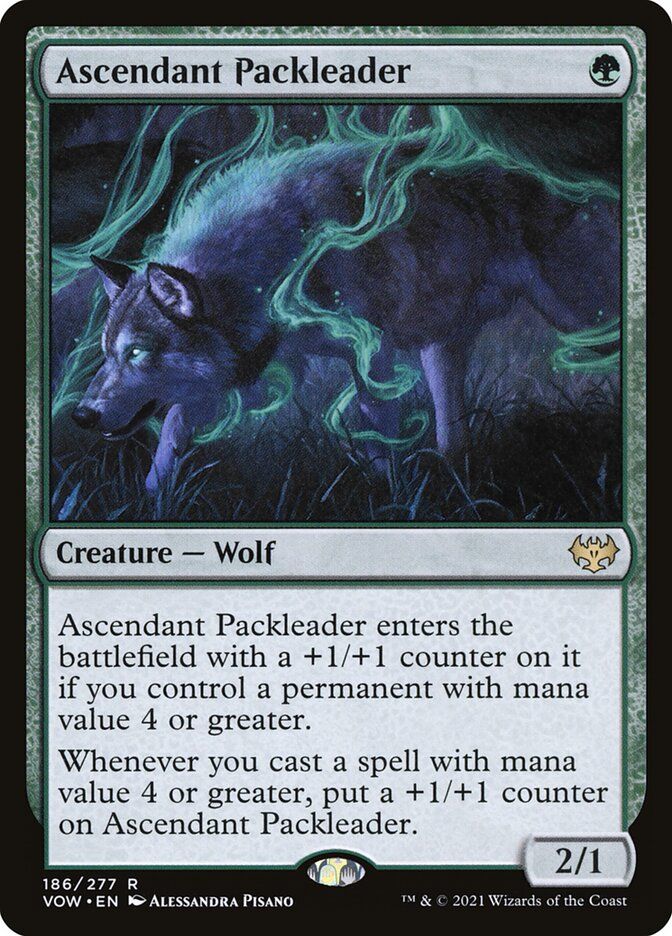 Ascendant Packleader
Creature — Wolf
Ascendant Packleader enters the
battlefield with a +1/+1 counter on it
if you control a permanent with mana
value 4 or greater.
Whenever you cast a spell with mana
value 4 or greater, put a +1/+1 counter
on Ascendant Packleader.
2/1
186/277 R
VOW • EN Alessandra Pisano
™ & © 2021 Wizards of the Coast